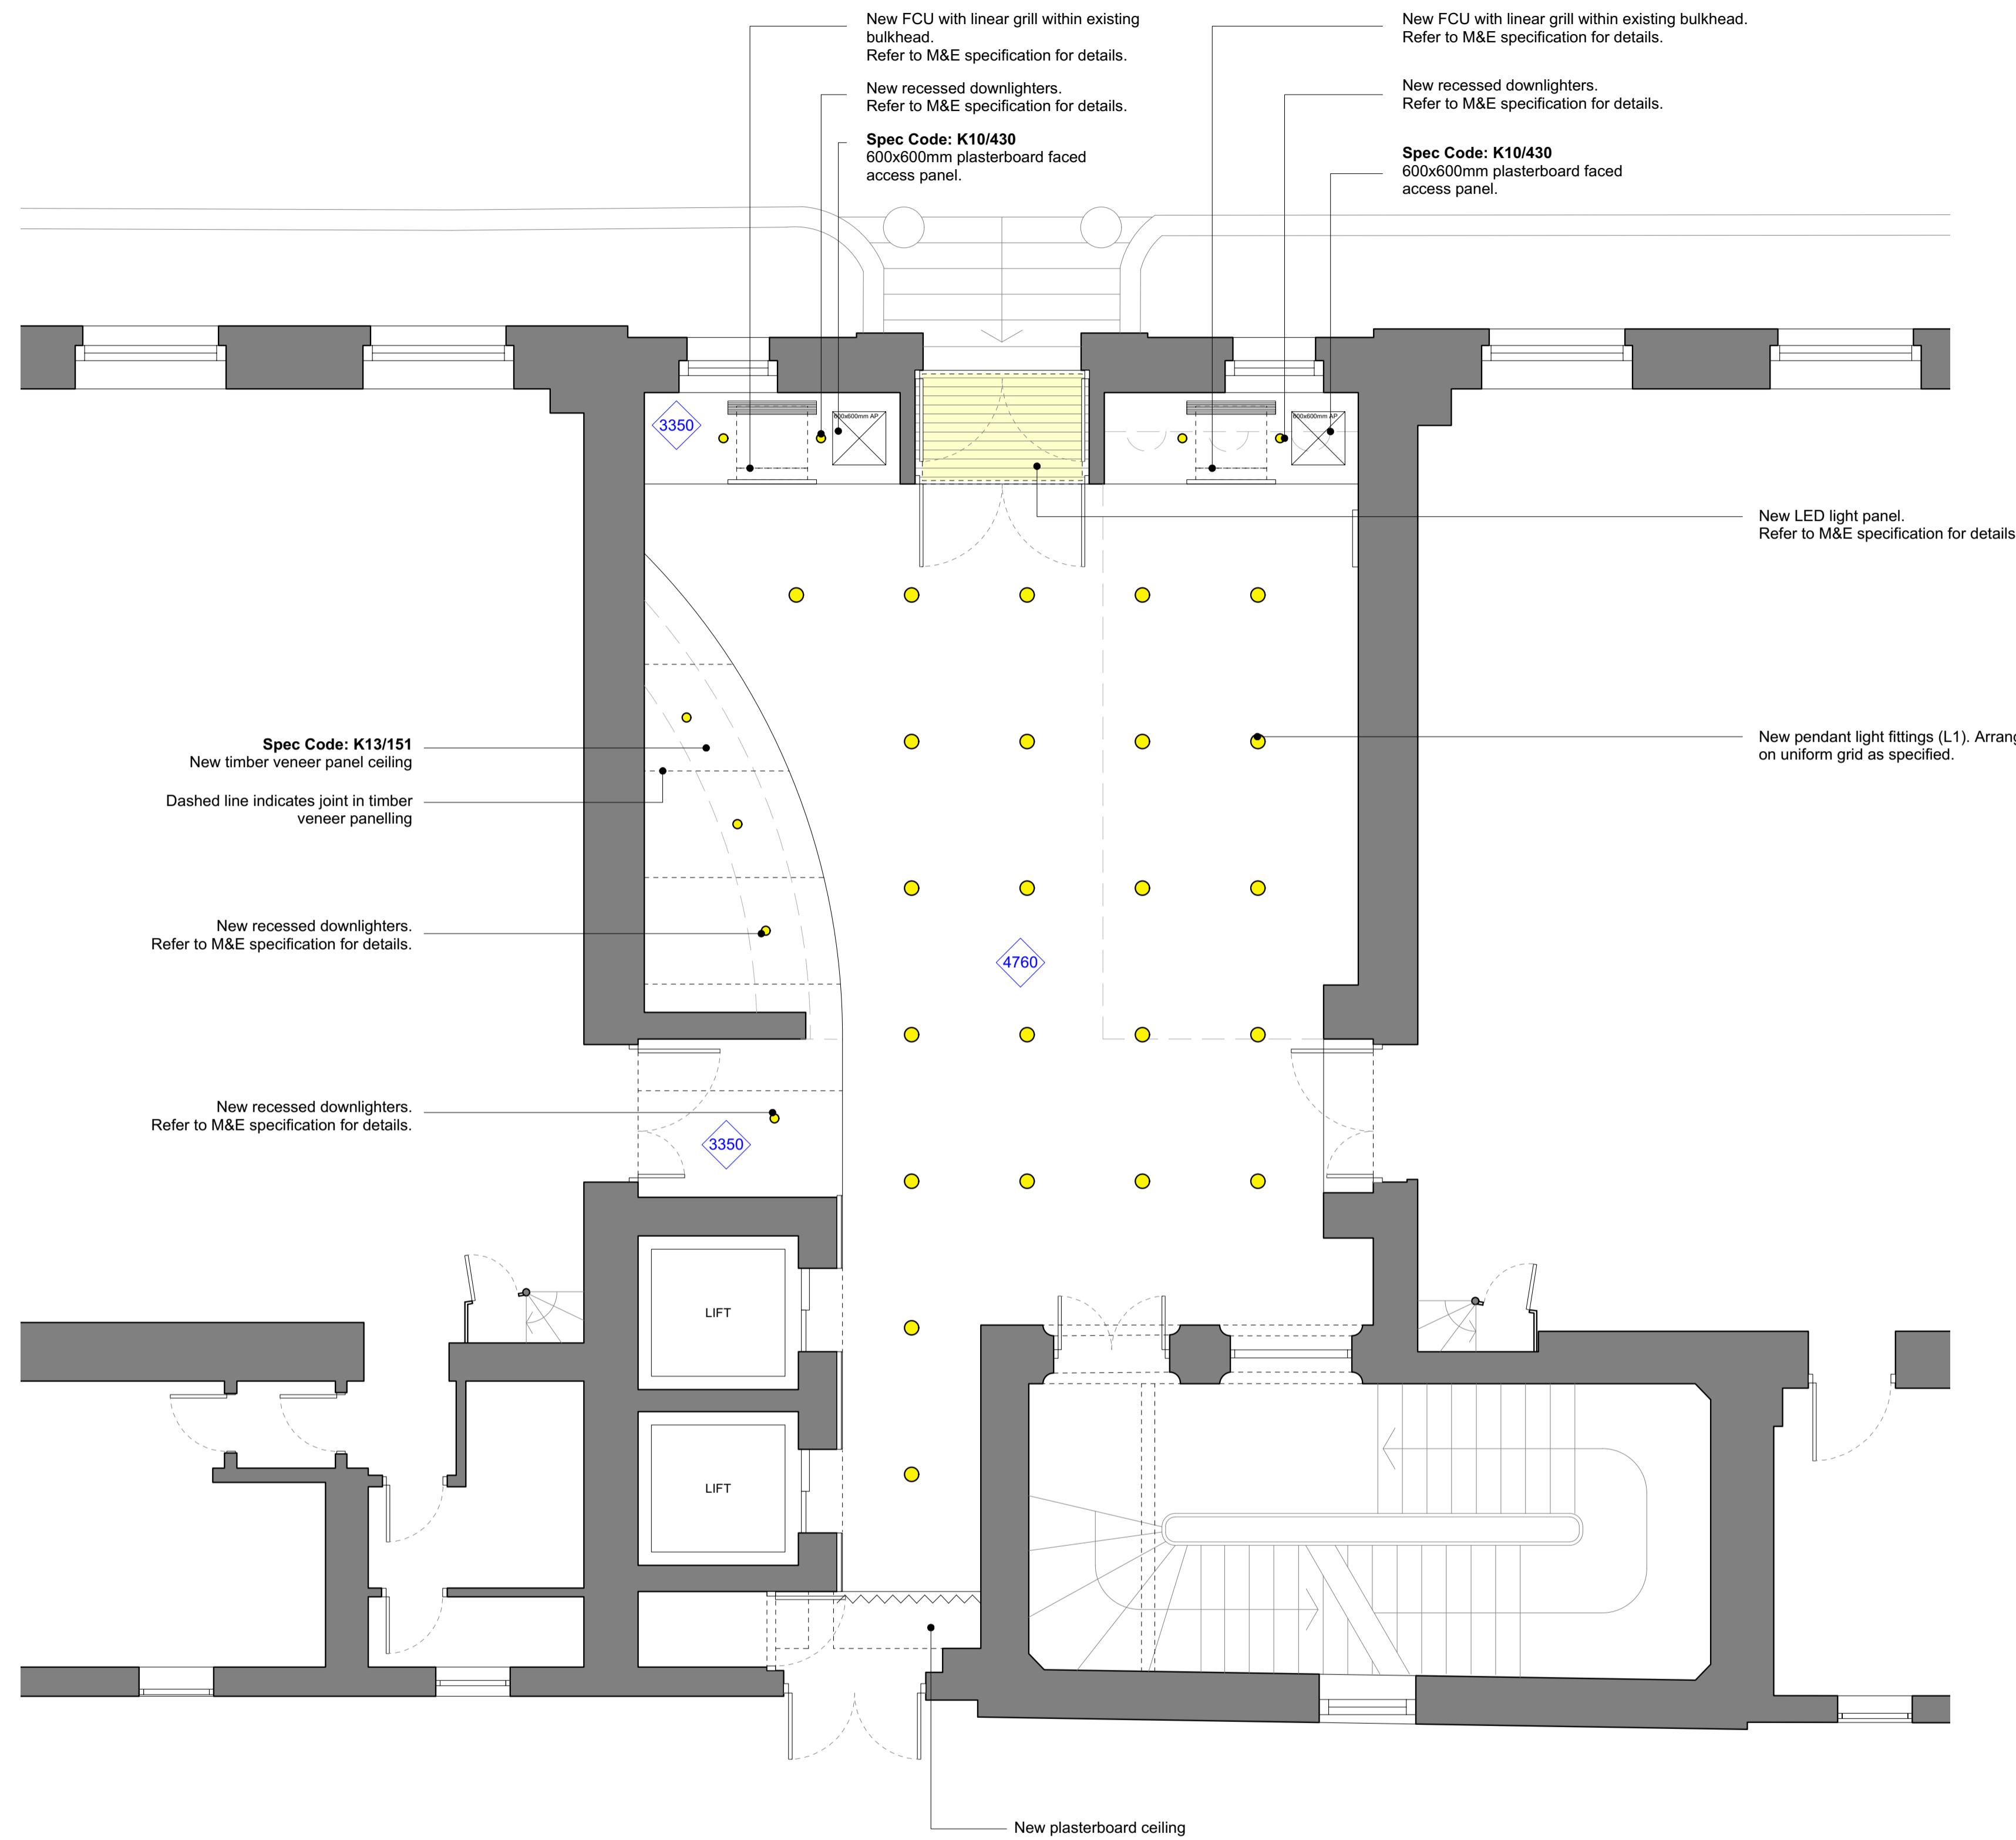 New FCU with linear grill within existing
bulkhead.
Refer to M&E specification for details.
New recessed downlighters.
Refer to M&E specification for details.
Spec Code: K10/430
600x600mm plasterboard faced
access panel.
New FCU with linear grill within existing bulkhead.
Refer to M&E specification for details.
New recessed downlighters.
Refer to M&E specification for details.
Spec Code: K10/430
600x600mm plasterboard faced
access panel.
3350
600x600mm AP
600x600mm AP
New LED light panel.
Refer to M&E specification for details
Spec Code: K13/151
New timber veneer panel ceiling
Dashed line indicates joint in timber
veneer panelling
New pendant light fittings (L1). Arrang
on uniform grid as specified.
New recessed downlighters.
Refer to M&E specification for details.
4760
New recessed downlighters.
Refer to M&E specification for details.
3350
LIFT
LIFT
New plasterboard ceiling